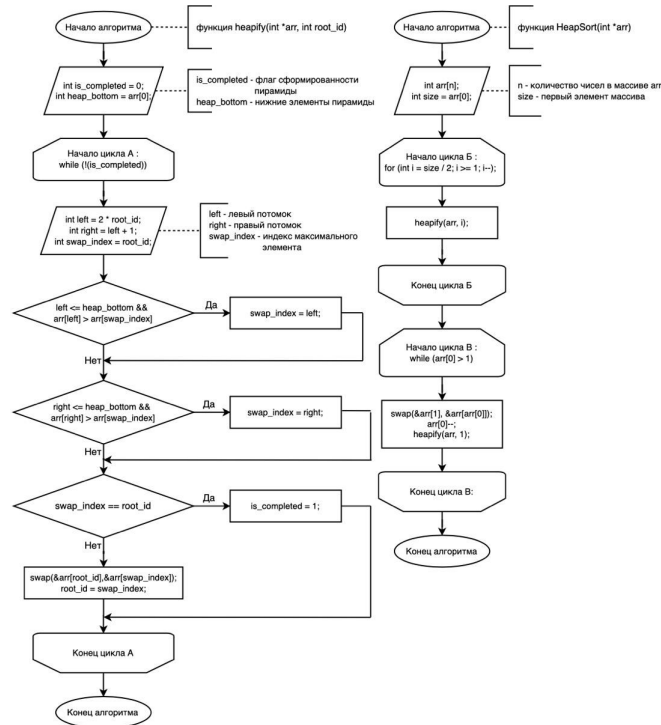 Начало алгоритма
функция heapify(int *arr, int root_id)
int is_completed = 0;
int heap_bottom = arr[0];
is_completed - флаг сформированности
пирамиды
heap_bottom - нижние элементы пирамиды
Начало цикла А :
while (!(is_completed))
int left = 2 * root_id;
int right = left + 1;
int swap_index = root_id;
left - левый потомок
right - правый потомок
swap_index - индекс максимального
элемента
left <= heap_bottom &&
arr[left] > arr[swap_index]
Да
swap_index = left;
Нет
right <= heap_bottom &&
arr[right] > arr[swap_index]
Да
swap_index = right;
Нет
swap_index == root_id
Да
is_completed = 1;
Нет
swap(&arr[root_id],&arr[swap_index]);
root_id = swap_index;
Конец цикла А
Конец алгоритма
Начало алгоритма
функция HeapSort(int *arr)
int arr[n];
int size = arr[0];
n - количество чисел в массиве arr
size - первый элемент массива
Начало цикла Б :
for (int i = size / 2; i >= 1; i--);
heapify(arr, i);
Конец цикла Б
Начало цикла В :
while (arr[0] > 1)
swap(&arr[1], &arr[arr[0]]);
arr[0]--;
heapify(arr, 1);
Конец цикла В:
Конец алгоритма